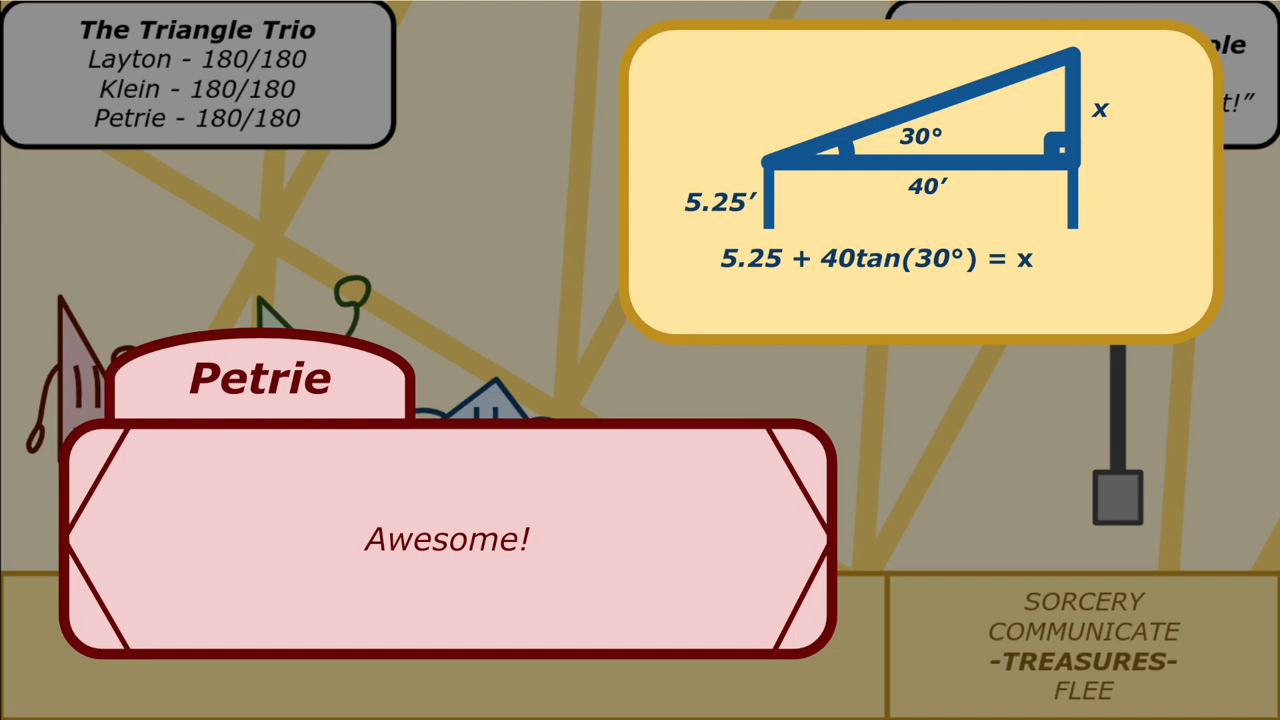 The Triangle Trio
Layton - 180/180
Klein - 180/180
Petrie - 180/180
x
30°
40′
5.25′
5.25 + 40tan(30°) = x
Petrie
Awesome!
SORCERY
COMMUNICATE
-TREASURES-
FLEE